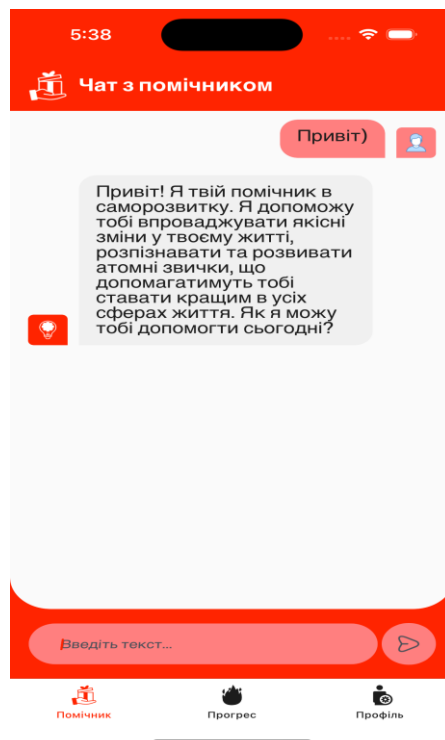 5:38
Чат з помічником
Привіт)
Привіт! Я твій помічник в
саморозвитку. Я допоможу
тобі впроваджувати якісні
зміни у твоєму житті,
розпізнавати та розвивати
атомні звички, що
допомагатимуть тобі
ставати кращим в усіх
сферах життя. Як я можу
тобі допомогти сьогодні?
Введіть текст...
Помічник
Прогрес
Профіль